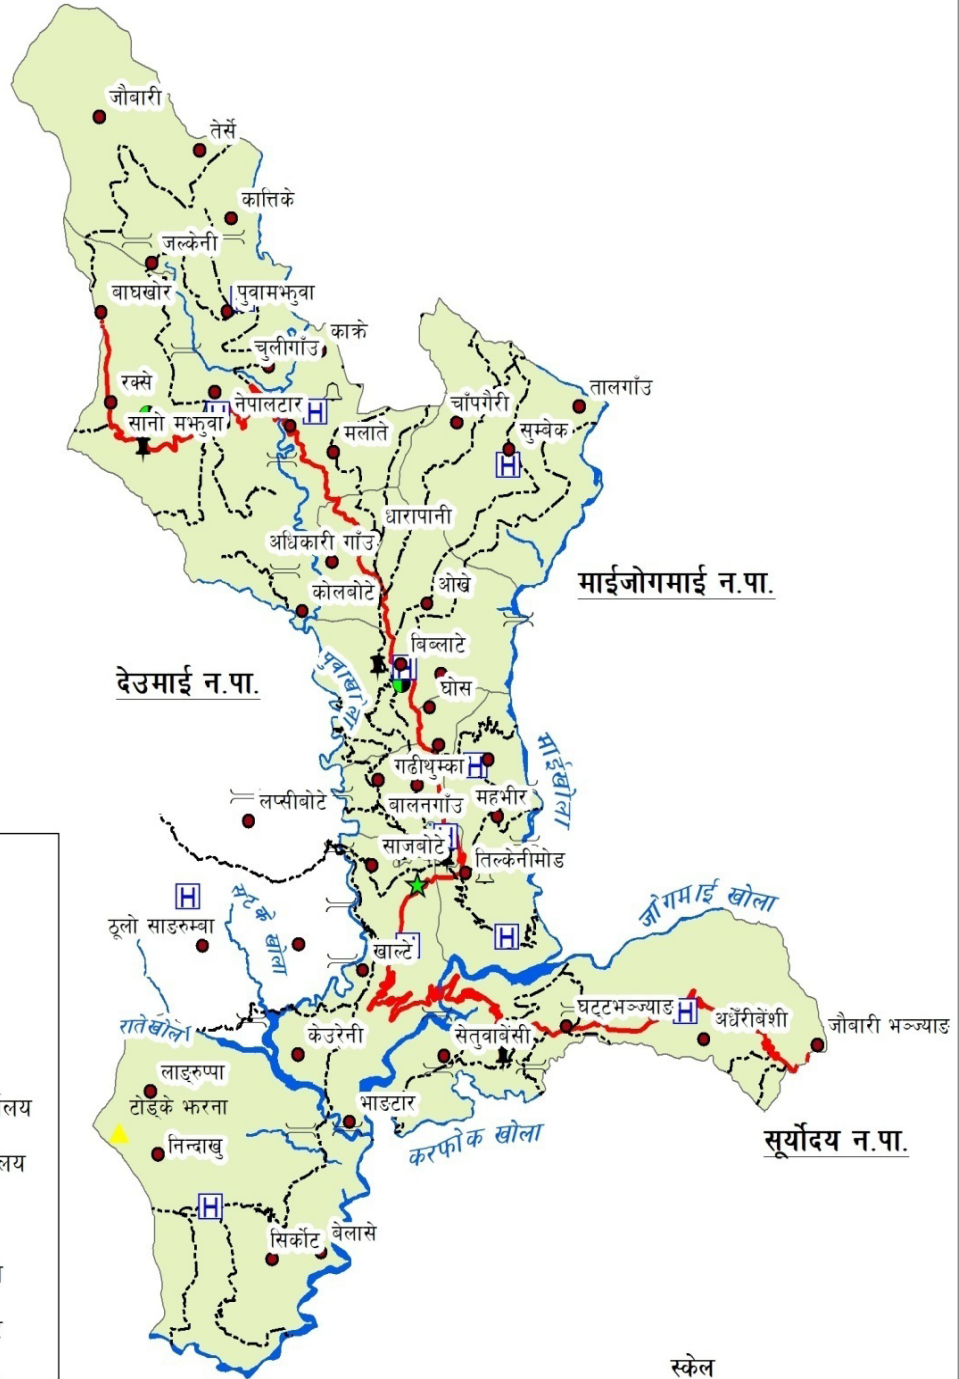 जौबारी
तेर्से
कात्तिके
जल्केनी
बाघखोर
पुवामझुवा
काक्रे
चुलीगाँउ
रक्से
नेपालटार
सानो मझुवा
मलाते
चाँपगैरी
तालगाँउ
सुम्बेक
धारापानी
अधिकारी गाँउ
कोलबोटे
ओखे
माईजोगमाई न.पा.
बिब्लाटे
देउमाई न.पा.
पुवाखोला
घोस
गढीथुम्का
माईखोला
बालनगाँउ
महभीर
लप्सीबोटे
साजबोटे
तिल्केनीमोड
जोगमाई खोला
ठूलो साङरुम्बा
खाल्टे
घट्टभञ्ज्याङ
अधेँरीबेंशी
जौबारी भञ्ज्याङ
रातेखोला
केउरेनी
सेतुवाबेंसी
लाङ्रुप्पा
टोड्के झरना
भाङटार
करफोक खोला
निन्दाखु
सूर्योदय न.पा.
सिर्कोट
बेलासे
स्केल